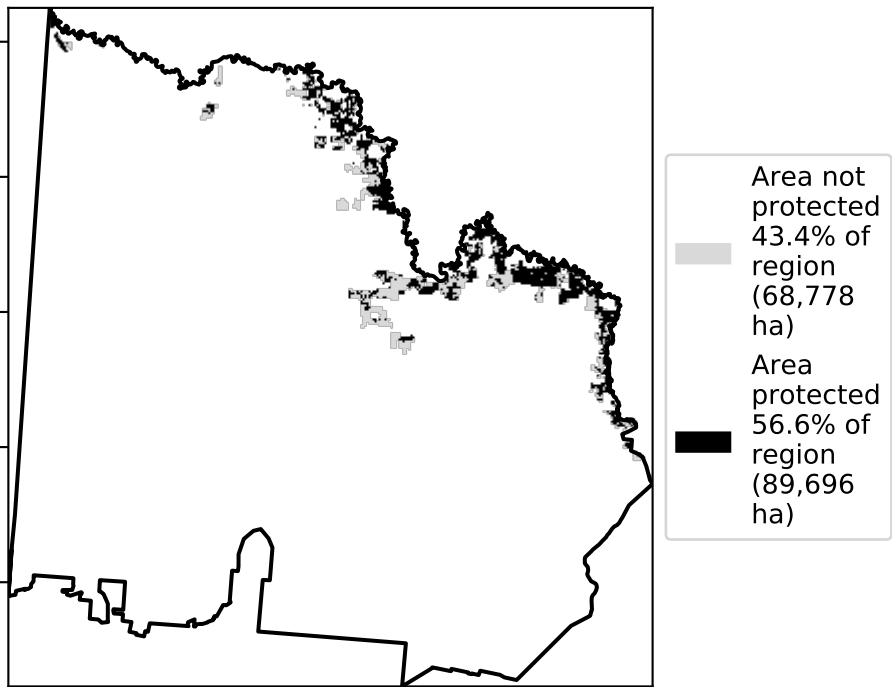 Area not
protected
43.4% of
region
(68,778
ha)
Area
protected
56.6% of
region
(89,696
ha)